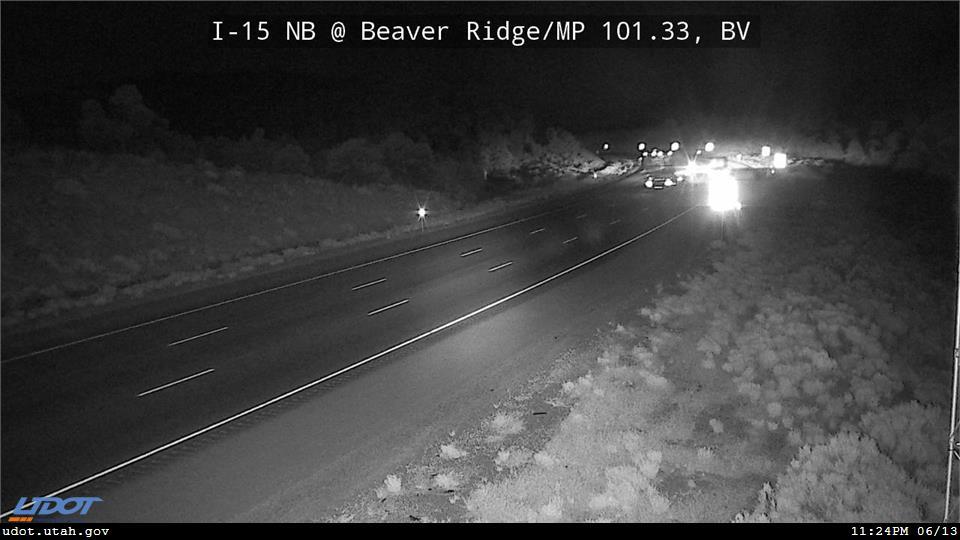 I-15 NB @ Beaver Ridge/MP 101.33, BV
UDOT
udot.utah.gov 11:24PM 06/13